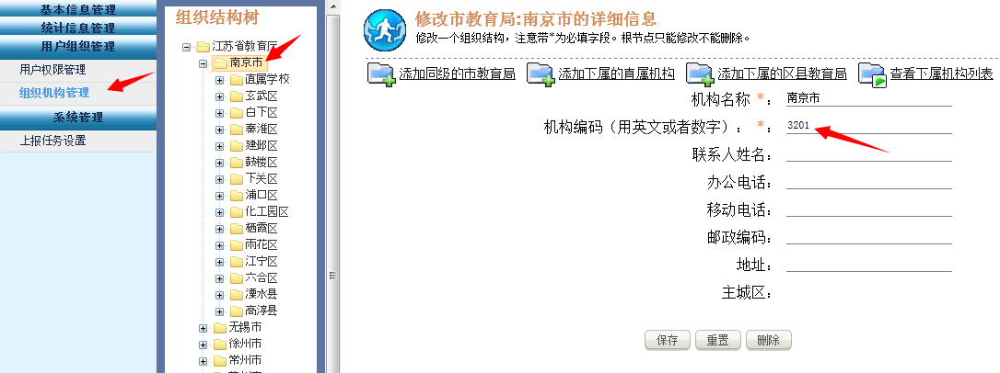 基本信息管理
统计信息管理
用户组织管理
用户权限管理
组织机构管理
系统管理
上报任务设置
组织结构树
江苏省教育厅
南京市
直属学校
玄武区
白下区
秦淮区
建邺区
鼓楼区
下关区
浦口区
化工园区
栖霞区
雨花区
江宁区
六合区
溧水县
高淳县
无锡市
徐州市
常州市
修改市教育局:南京市的详细信息
修改一个组织结构，注意带*为必填字段。根节点只能修改不能删除。
添加同级的市教育局 添加下属的直属机构 添加下属的区县教育局 查看下属机构列表
机构名称 *： 南京市
机构编码（用英文或者数字）： *： 3201
联系人姓名：
办公电话：
移动电话：
邮政编码：
地址：
主城区：
保存 重置 删除